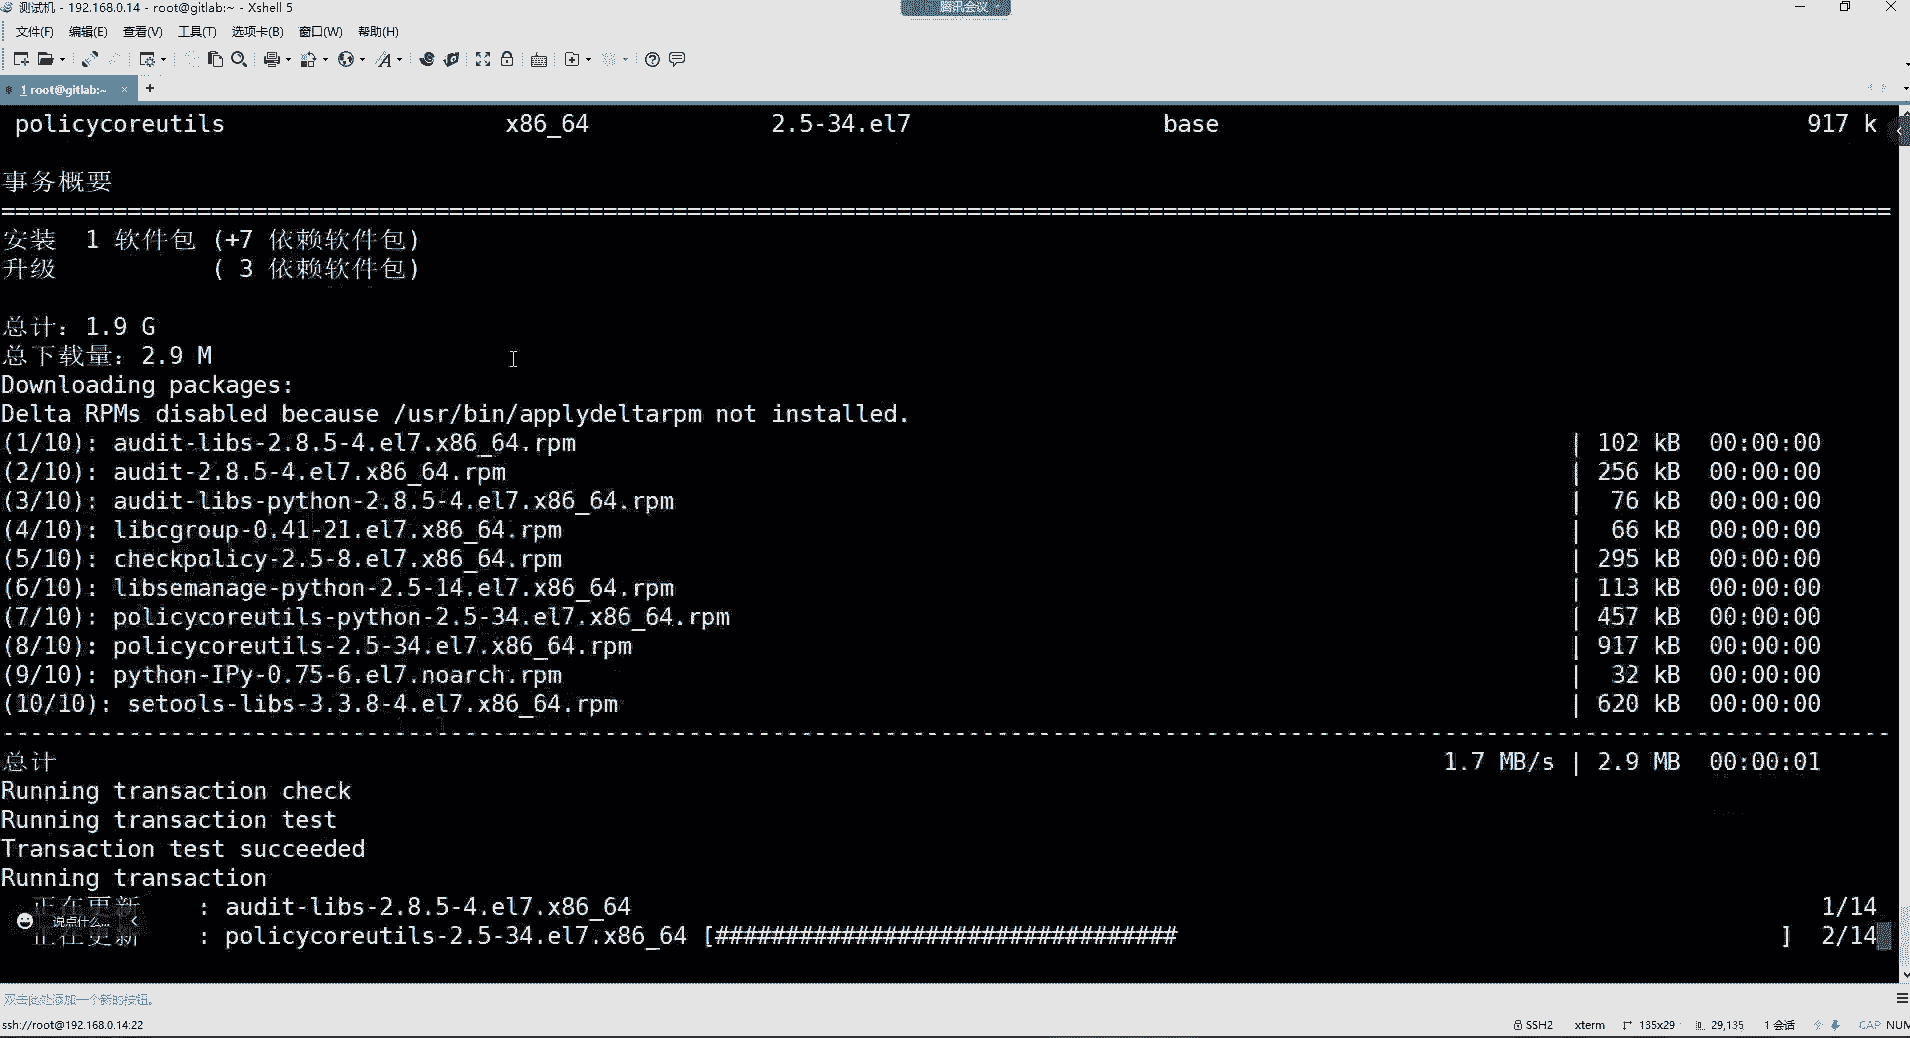 测试机 - 192.168.0.14 - root@gitlab:~ - Xshell 5
腾讯会议
文件(F) 编辑(E) 查看(V) 工具(T) 选项卡(B) 窗口(W) 帮助(H)
1 root@gitlab:~ × +
policycoreutils x86_64 2.5-34.el7 base 917 k
事务概要
================================================================================
安装 1 软件包 (+7 依赖软件包)
升级 ( 3 依赖软件包)
总计：1.9 G
总下载量：2.9 M
Downloading packages:
Delta RPMs disabled because /usr/bin/applydeltarpm not installed.
(1/10): audit-libs-2.8.5-4.el7.x86_64.rpm | 102 kB 00:00:00
(2/10): audit-2.8.5-4.el7.x86_64.rpm | 256 kB 00:00:00
(3/10): audit-libs-python-2.8.5-4.el7.x86_64.rpm | 76 kB 00:00:00
(4/10): libcgroup-0.41-21.el7.x86_64.rpm | 66 kB 00:00:00
(5/10): checkpolicy-2.5-8.el7.x86_64.rpm | 295 kB 00:00:00
(6/10): libsemanage-python-2.5-14.el7.x86_64.rpm | 113 kB 00:00:00
(7/10): policycoreutils-python-2.5-34.el7.x86_64.rpm | 457 kB 00:00:00
(8/10): policycoreutils-2.5-34.el7.x86_64.rpm | 917 kB 00:00:00
(9/10): python-IPy-0.75-6.el7.noarch.rpm | 32 kB 00:00:00
(10/10): setools-libs-3.3.8-4.el7.x86_64.rpm | 620 kB 00:00:00
--------------------------------------------------------------------------------
总计 1.7 MB/s | 2.9 MB 00:00:01
Running transaction check
Running transaction test
Transaction test succeeded
Running transaction
正在更新 : audit-libs-2.8.5-4.el7.x86_64 1/14
说点什么...
正在更新 : policycoreutils-2.5-34.el7.x86_64 [################################# ] 2/14
双击此处添加一个新的按钮。
ssh://root@192.168.0.14:22 SSH2 xterm 135x29 29,135 1 会话 CAP NUM